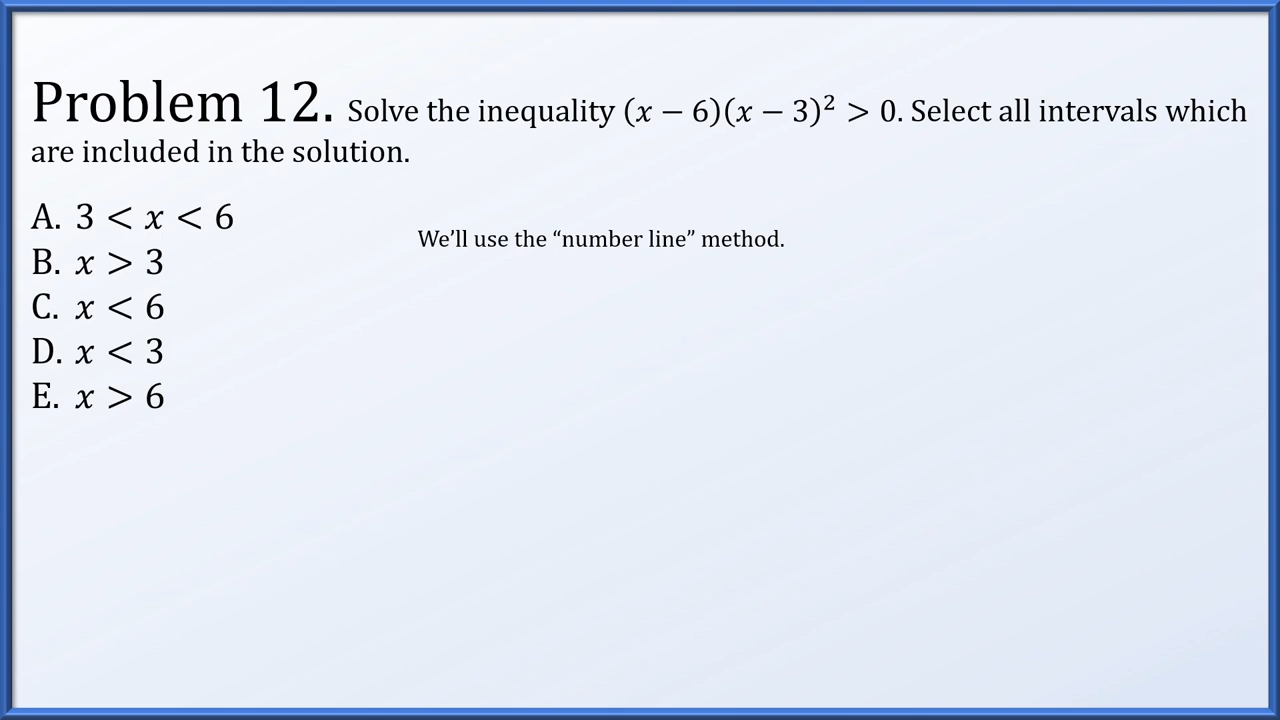 Problem 12. Solve the inequality (𝑥 − 6)(𝑥 − 3)² > 0. Select all intervals which
are included in the solution.
A. 3 < 𝑥 < 6
B. 𝑥 > 3
C. 𝑥 < 6
D. 𝑥 < 3
E. 𝑥 > 6
We’ll use the “number line” method.